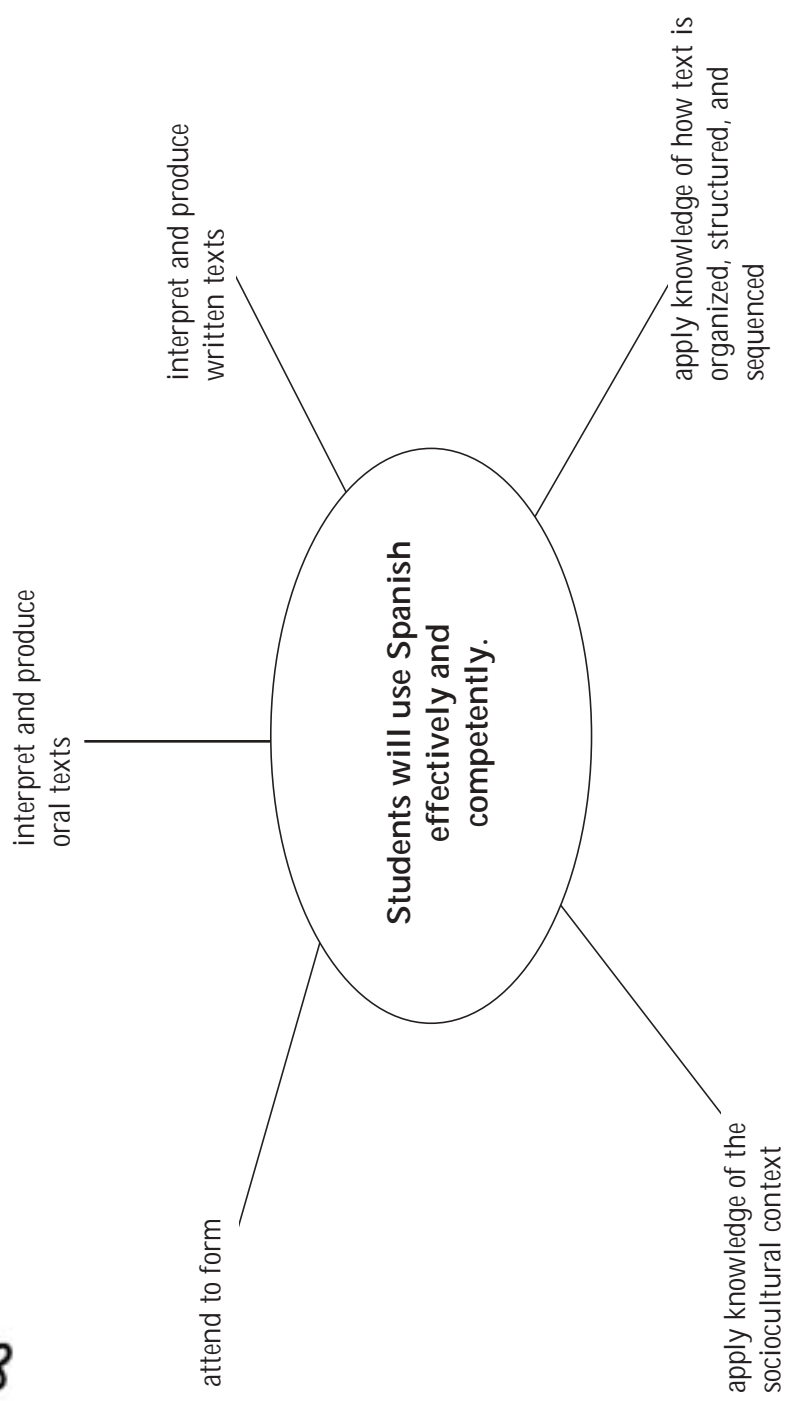 interpret and produce
oral texts
attend to form
interpret and produce
written texts
Students will use Spanish
effectively and
competently.
apply knowledge of the
sociocultural context
apply knowledge of how text is
organized, structured, and
sequenced